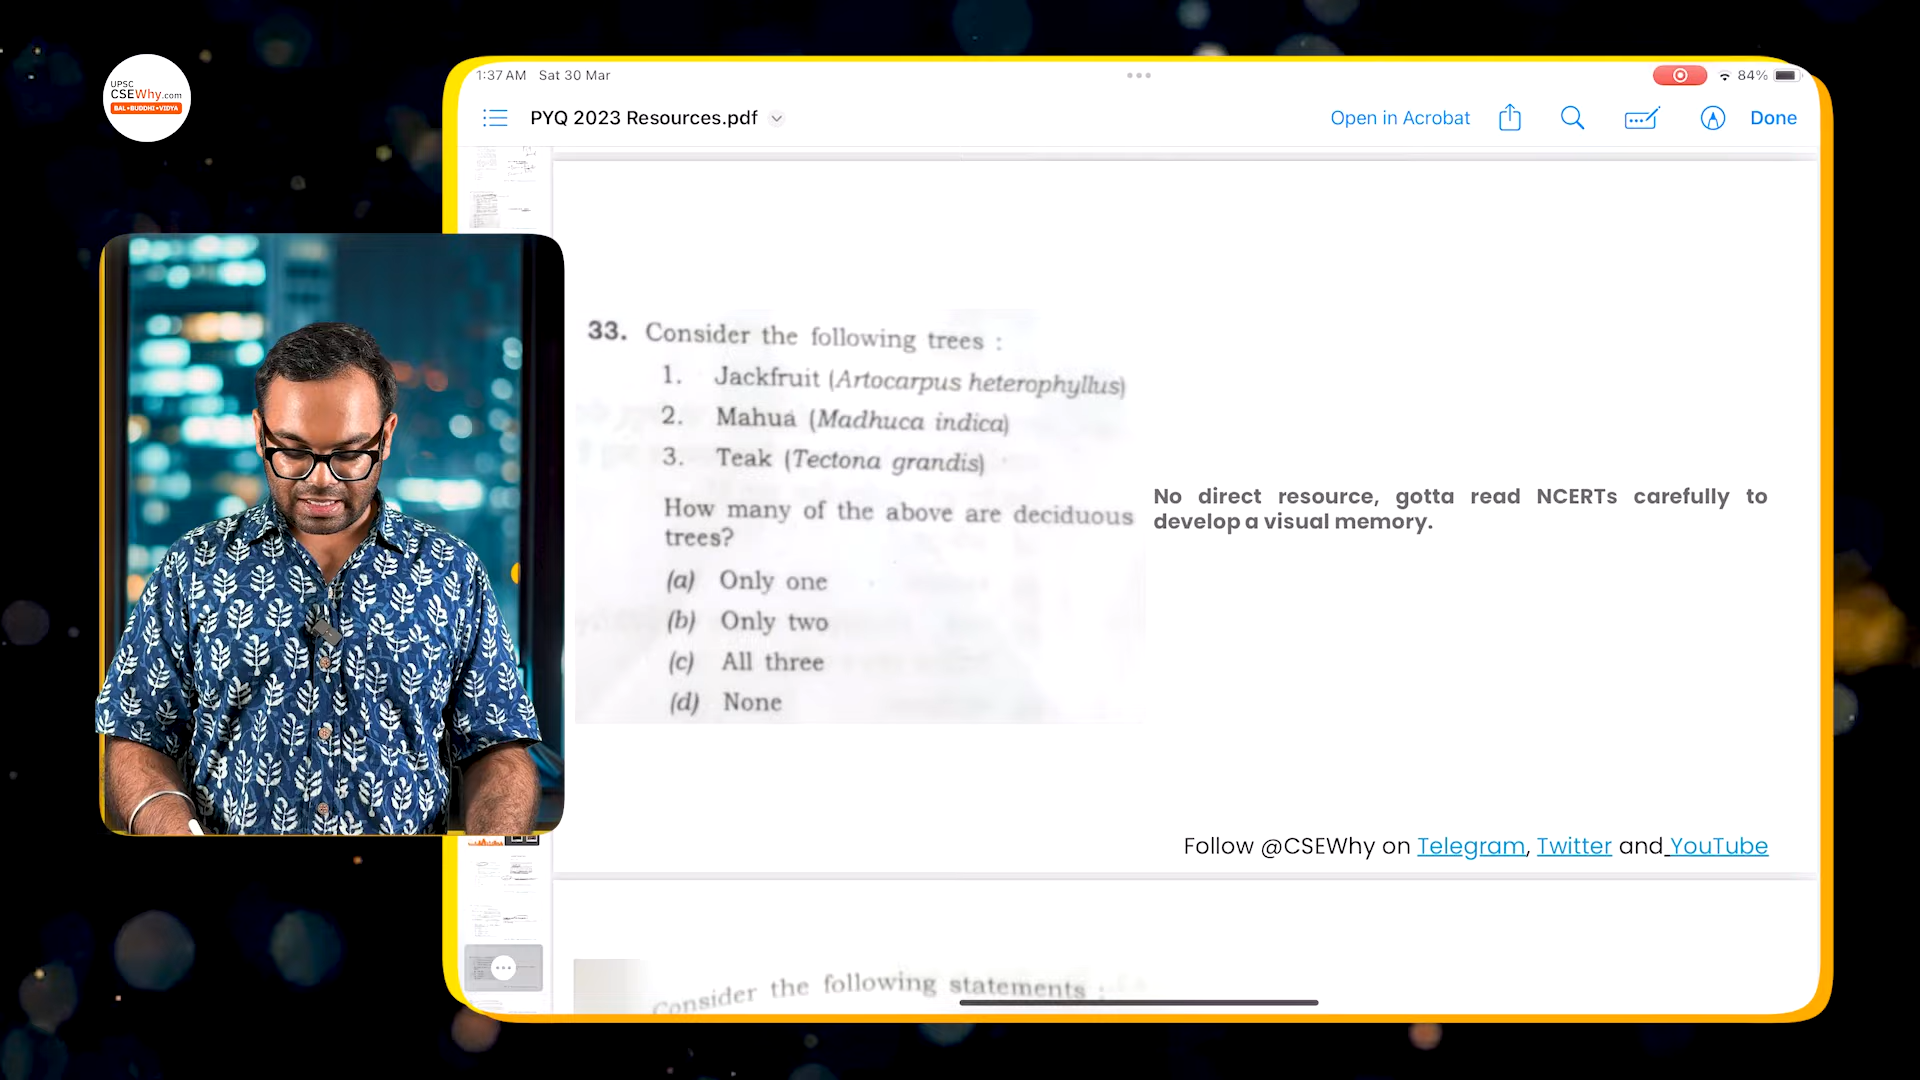 UPSC
CSEWhy.com
BAL•BUDDHI•VIDYA
1:37 AM Sat 30 Mar
84%
PYQ 2023 Resources.pdf
Open in Acrobat
Done
33. Consider the following trees :
1. Jackfruit (Artocarpus heterophyllus)
2. Mahua (Madhuca indica)
3. Teak (Tectona grandis)
How many of the above are deciduous
trees?
(a) Only one
(b) Only two
(c) All three
(d) None
No direct resource, gotta read NCERTs carefully to
develop a visual memory.
Follow @CSEWhy on Telegram, Twitter and YouTube
Consider the following statements :